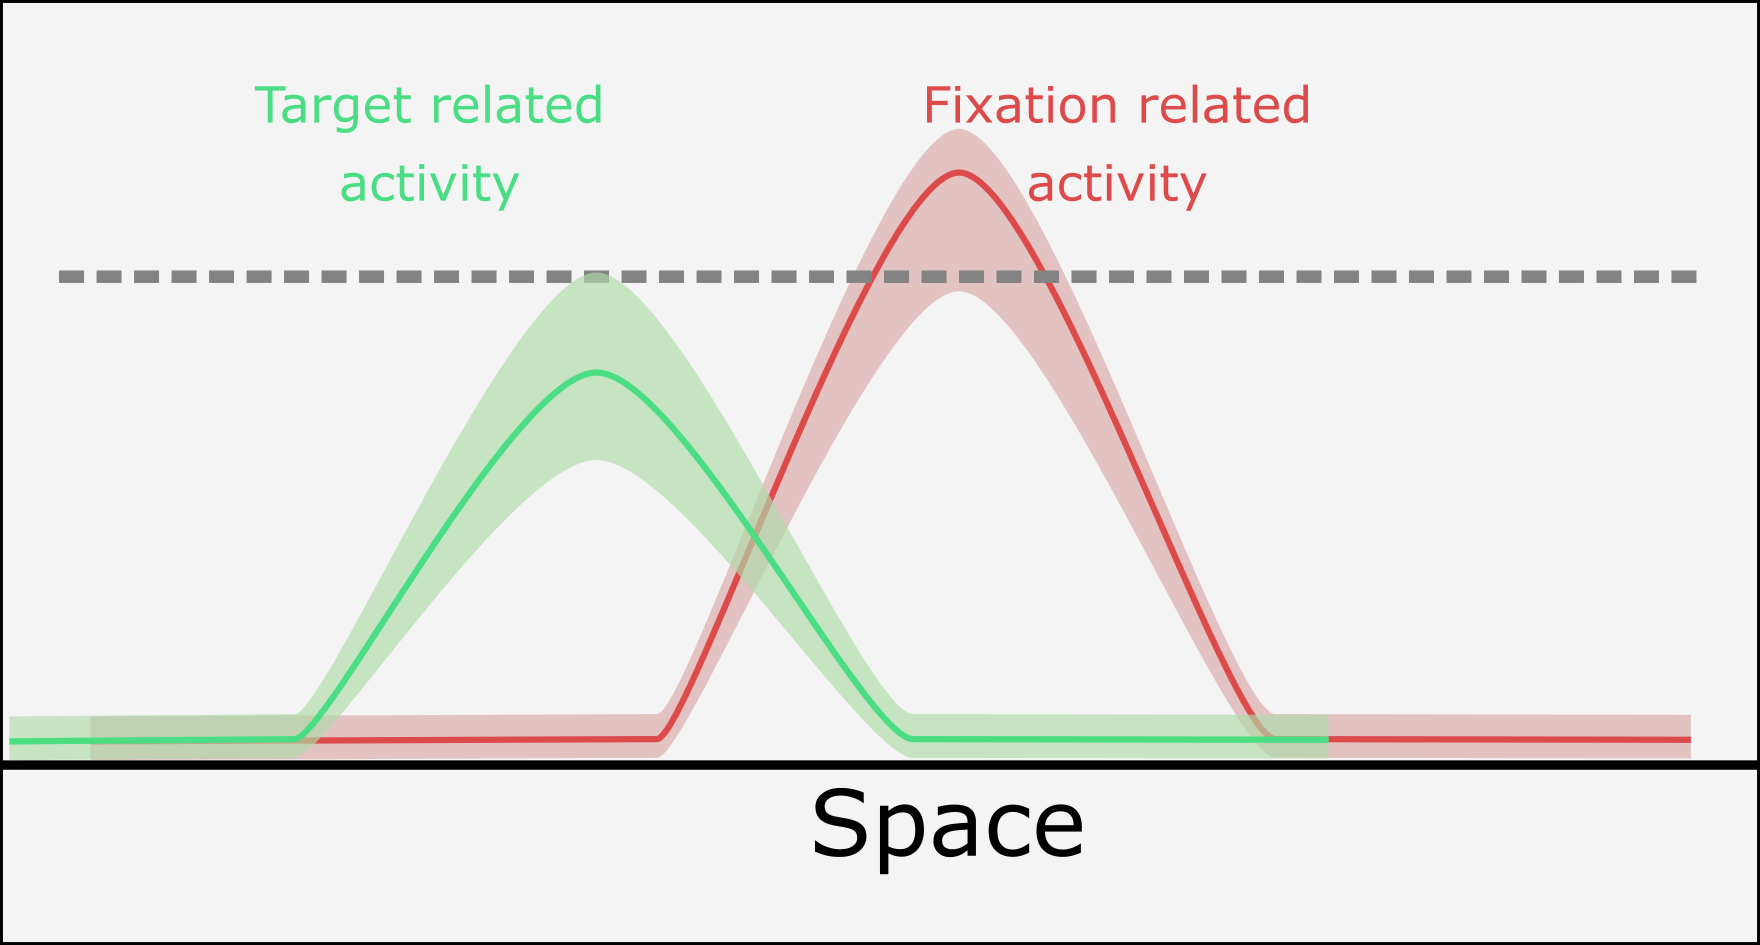 Target related
activity
Fixation related
activity
Space